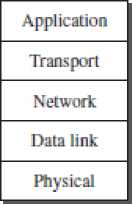 Application
Transport
Network
Data link
Physical